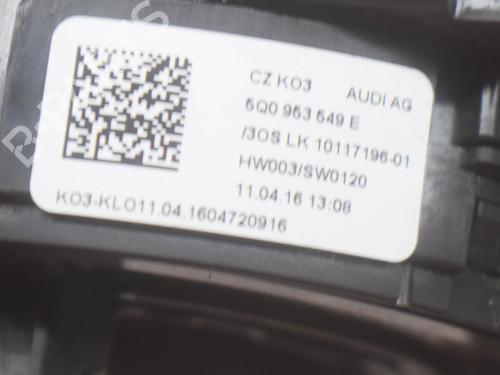 CZ KO3 AUDI AG
5Q0 953 549 E
/3OS LK 10117196-01
HW003/SW0120
11.04.16 13:08
KO3-KLO11.04.1604720916